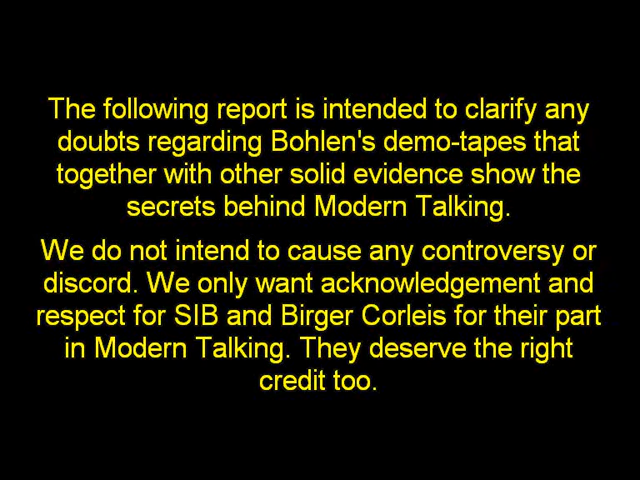 The following report is intended to clarify any
doubts regarding Bohlen's demo-tapes that
together with other solid evidence show the
secrets behind Modern Talking.
We do not intend to cause any controversy or
discord. We only want acknowledgement and
respect for SIB and Birger Corleis for their part
in Modern Talking. They deserve the right
credit too.